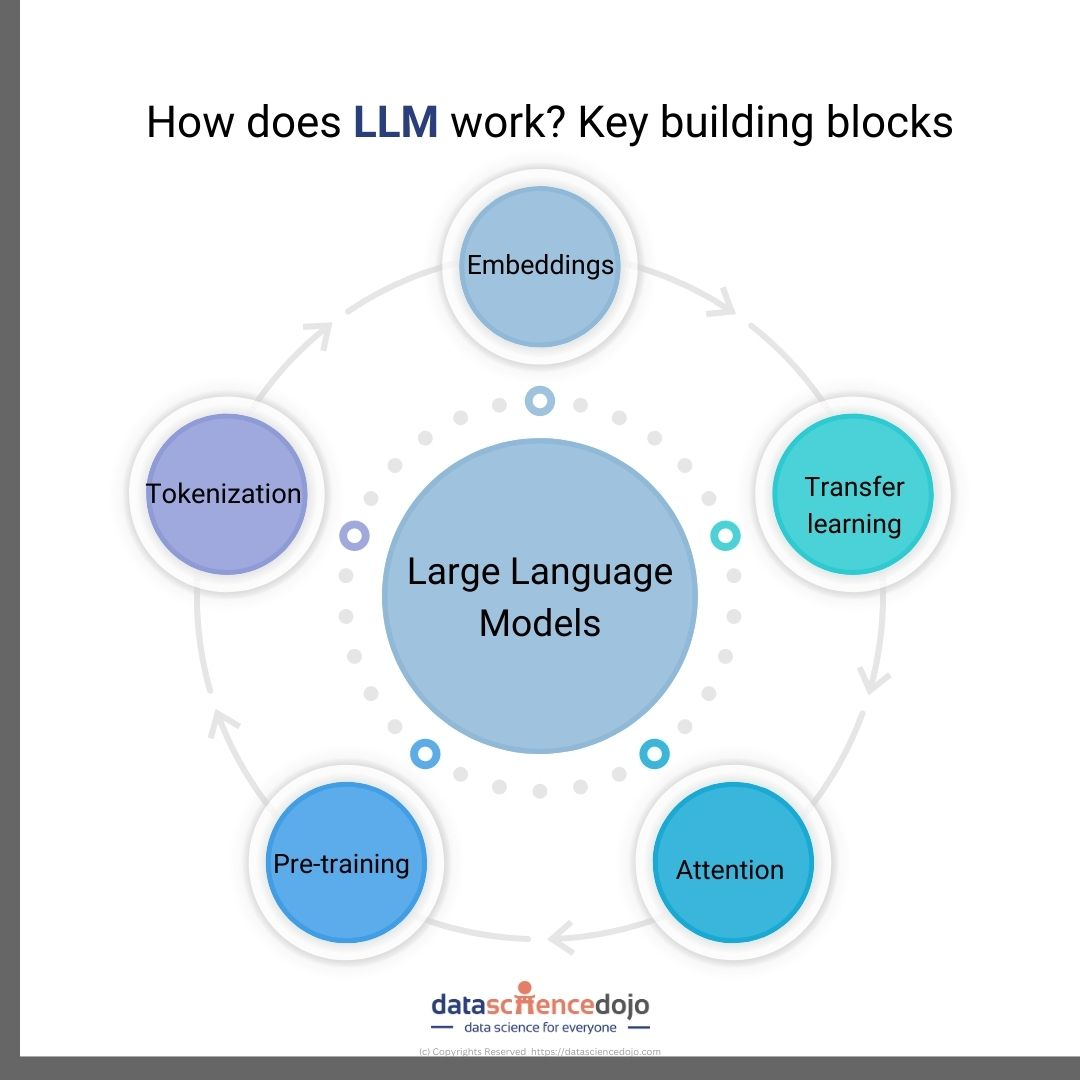 How does LLM work? Key building blocks
Embeddings
Tokenization
Transfer
learning
Large Language
Models
Pre-training
Attention
datasciencedojo
data science for everyone
(c) Copyrights Reserved https://datasciencedojo.com